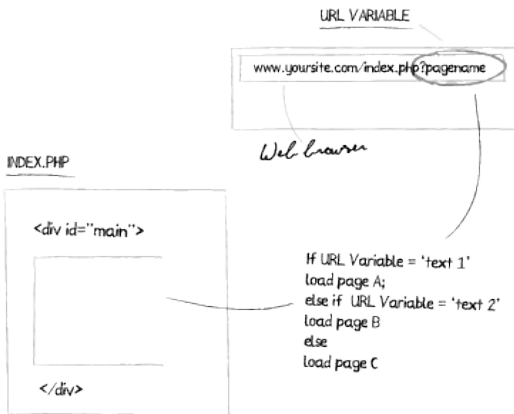 URL VARIABLE
www.yoursite.com/index.php?pagename
Web browser
INDEX.PHP
<div id="main">
If URL Variable = 'text 1'
load page A;
else if URL Variable = 'text 2'
load page B
else
load page C
</div>